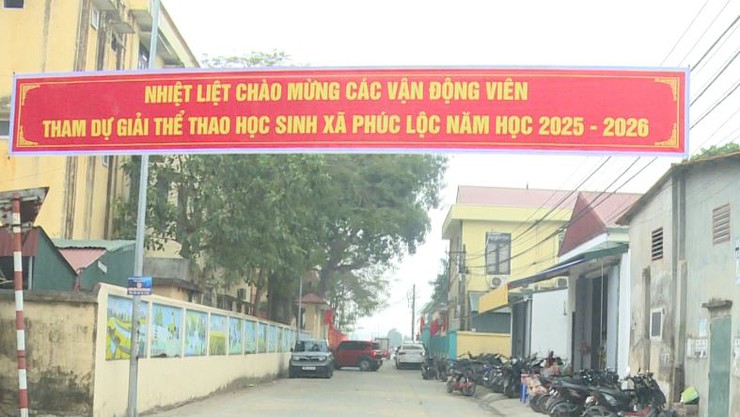 NHIỆT LIỆT CHÀO MỪNG CÁC VẬN ĐỘNG VIÊN
THAM DỰ GIẢI THỂ THAO HỌC SINH XÃ PHÚC LỘC NĂM HỌC 2025 - 2026